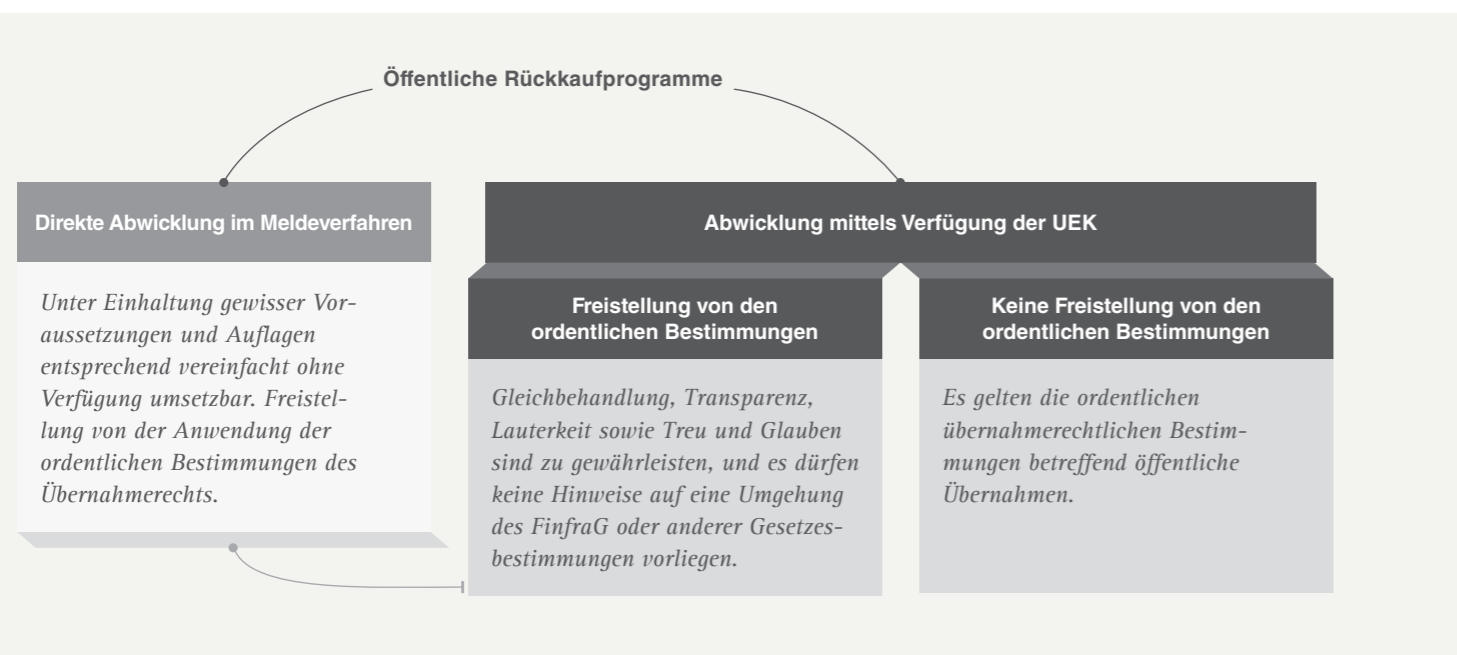 Öffentliche Rückkaufprogramme
Direkte Abwicklung im Meldeverfahren
Unter Einhaltung gewisser Vor-
aussetzungen und Auflagen
entsprechend vereinfacht ohne
Verfügung umsetzbar. Freistel-
lung von der Anwendung der
ordentlichen Bestimmungen des
Übernahmerechts.
Abwicklung mittels Verfügung der UEK
Freistellung von den
ordentlichen Bestimmungen
Gleichbehandlung, Transparenz,
Lauterkeit sowie Treu und Glauben
sind zu gewährleisten, und es dürfen
keine Hinweise auf eine Umgehung
des FinfraG oder anderer Gesetzes-
bestimmungen vorliegen.
Keine Freistellung von den
ordentlichen Bestimmungen
Es gelten die ordentlichen
übernahmerechtlichen Bestim-
mungen betreffend öffentliche
Übernahmen.